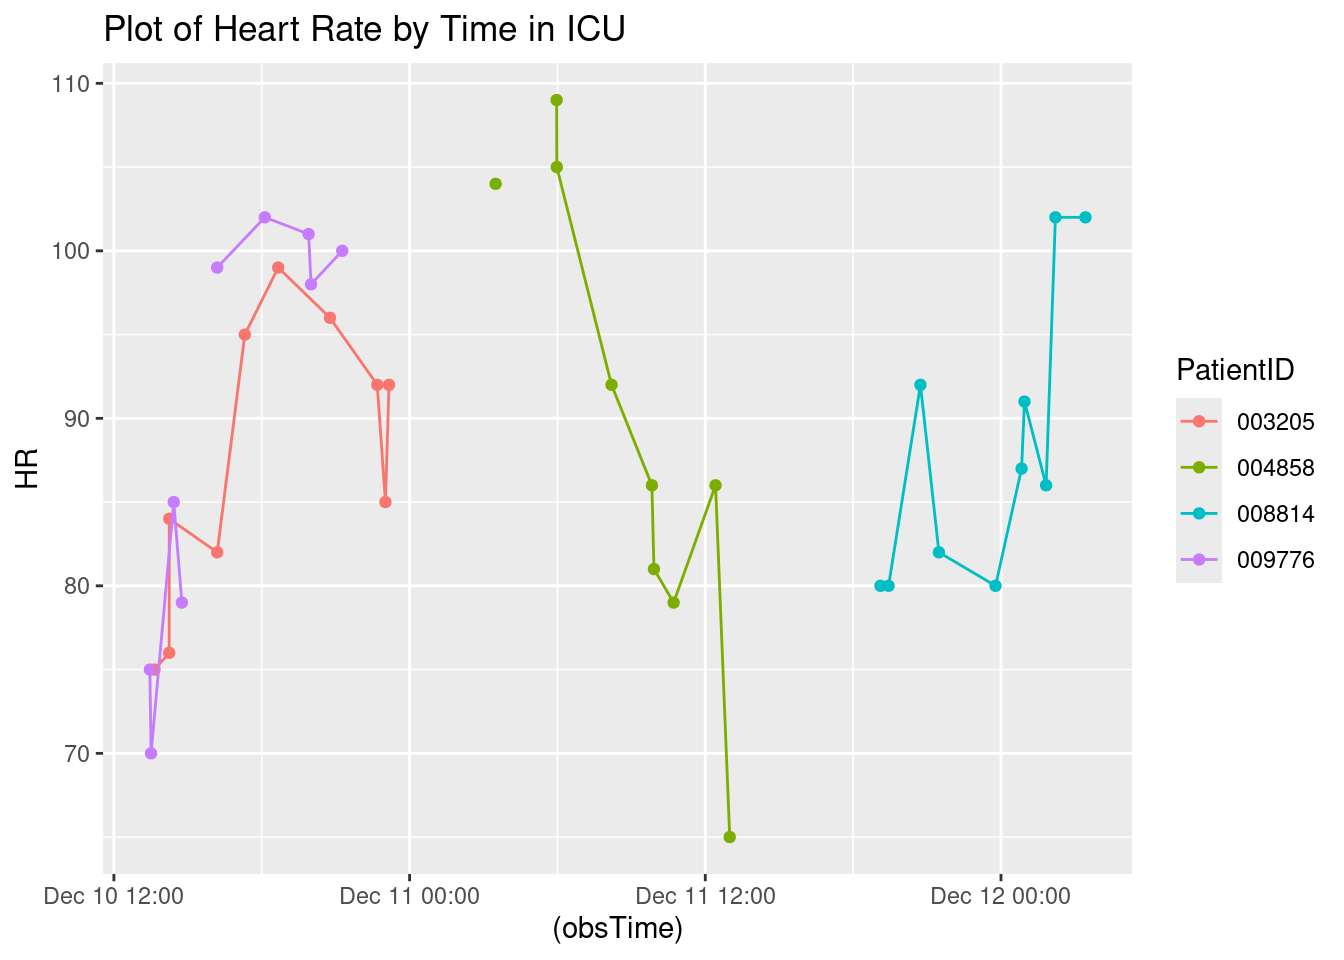 Plot of Heart Rate by Time in ICU
110
100
90
80
70
HR
Dec 10 12:00
Dec 11 00:00
Dec 11 12:00
Dec 12 00:00
(obsTime)
PatientID
003205
004858
008814
009776